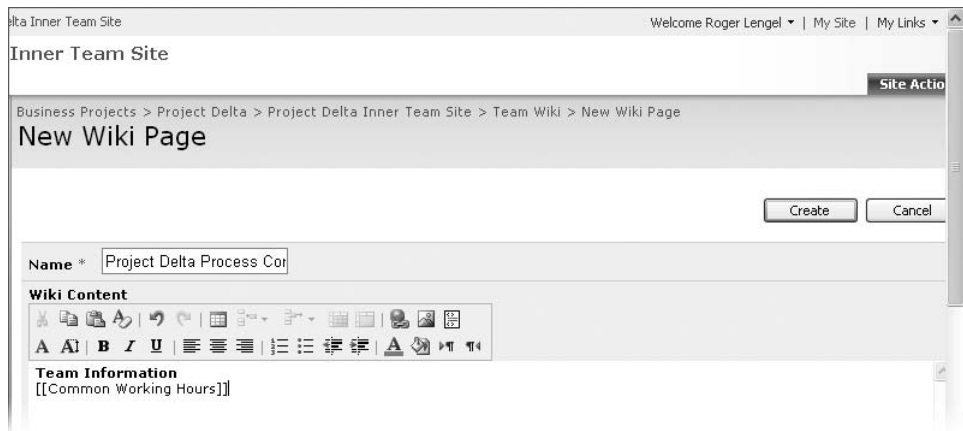 elta Inner Team Site Welcome Roger Lengel | My Site | My Links
Inner Team Site
Site Actio
Business Projects > Project Delta > Project Delta Inner Team Site > Team Wiki > New Wiki Page
New Wiki Page
Create Cancel
Name * Project Delta Process Cor
Wiki Content
A A B I U A
Team Information
[[Common Working Hours]]